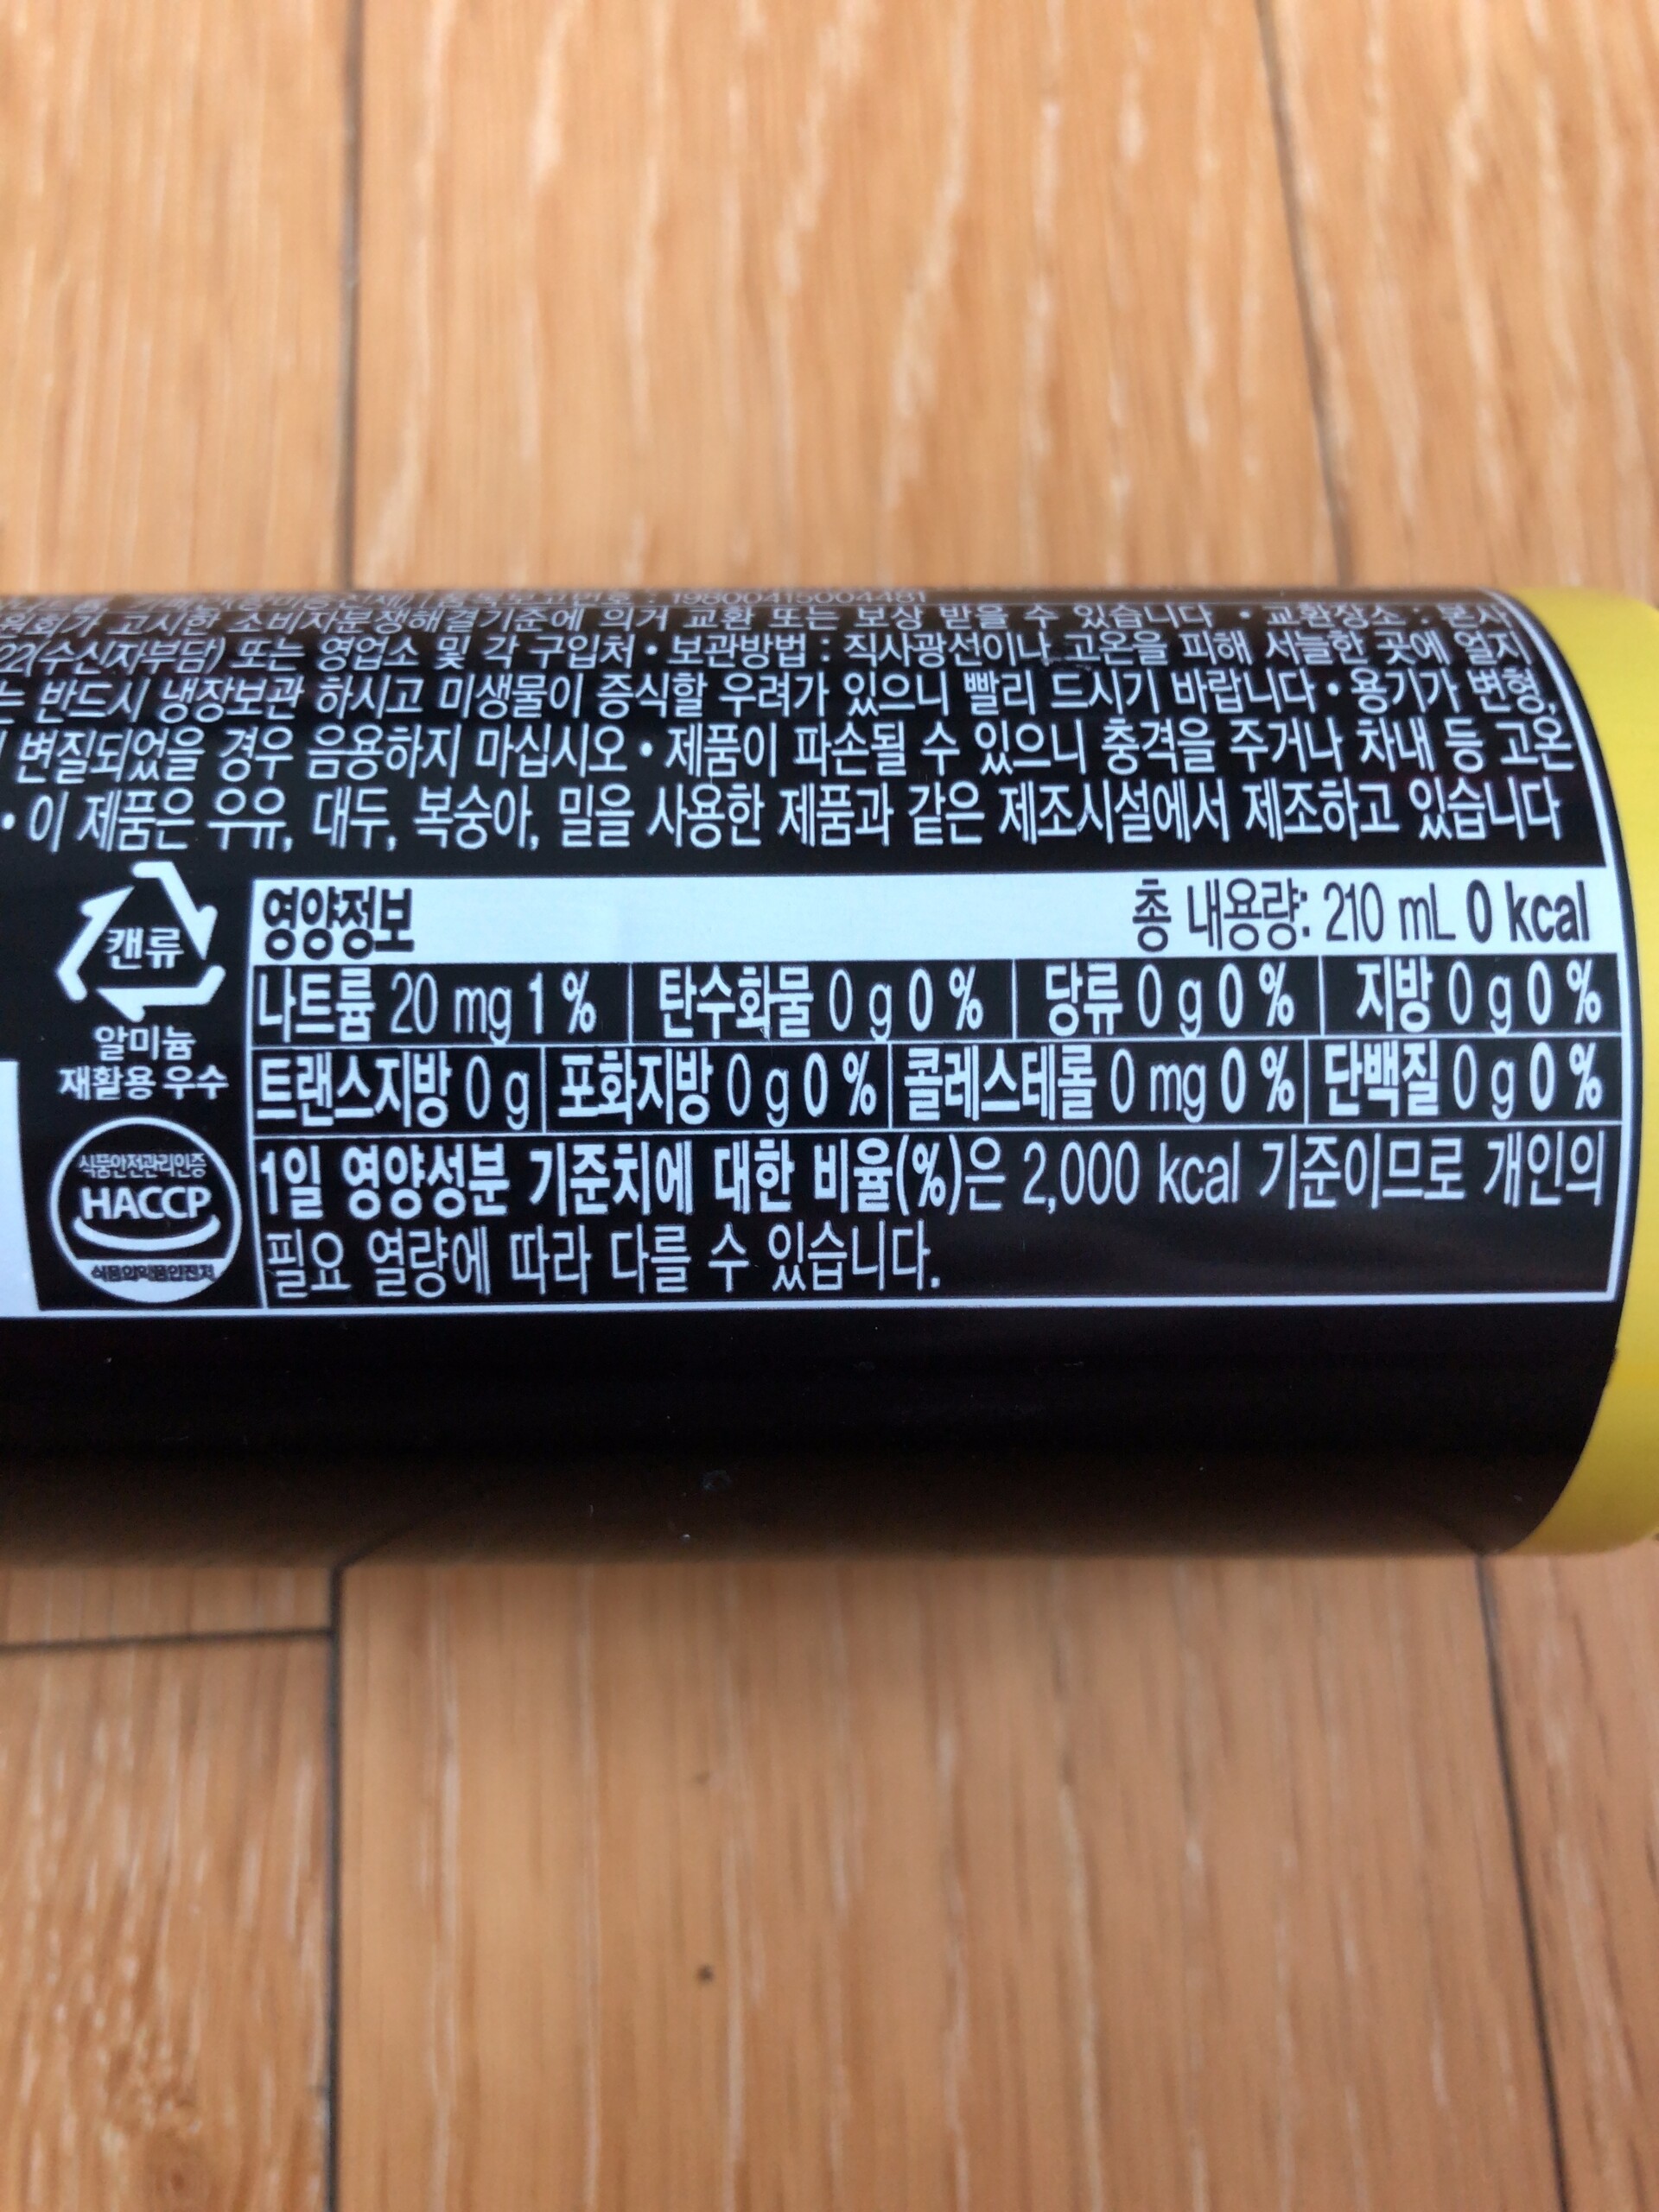 19800415004481
고시한 소비자분쟁해결기준에 의거 교환 또는 보상 받을 수 있습니다 • 교환장소 : 본사
22(수신자부담) 또는 영업소 및 각 구입처 • 보관방법 : 직사광선이나 고온을 피해 서늘한 곳에 얼지
는 반드시 냉장보관 하시고 미생물이 증식할 우려가 있으니 빨리 드시기 바랍니다 • 용기가 변형,
변질되었을 경우 음용하지 마십시오 • 제품이 파손될 수 있으니 충격을 주거나 차내 등 고온
• 이 제품은 우유, 대두, 복숭아, 밀을 사용한 제품과 같은 제조시설에서 제조하고 있습니다
캔류
알미늄
재활용 우수
식품안전관리인증
HACCP
식품의약품안전처
영양정보 총 내용량: 210 mL 0 kcal
나트륨 20 mg 1 % 탄수화물 0 g 0 % 당류 0 g 0 % 지방 0 g 0 %
트랜스지방 0 g 포화지방 0 g 0 % 콜레스테롤 0 mg 0 % 단백질 0 g 0 %
1일 영양성분 기준치에 대한 비율(%)은 2,000 kcal 기준이므로 개인의
필요 열량에 따라 다를 수 있습니다.